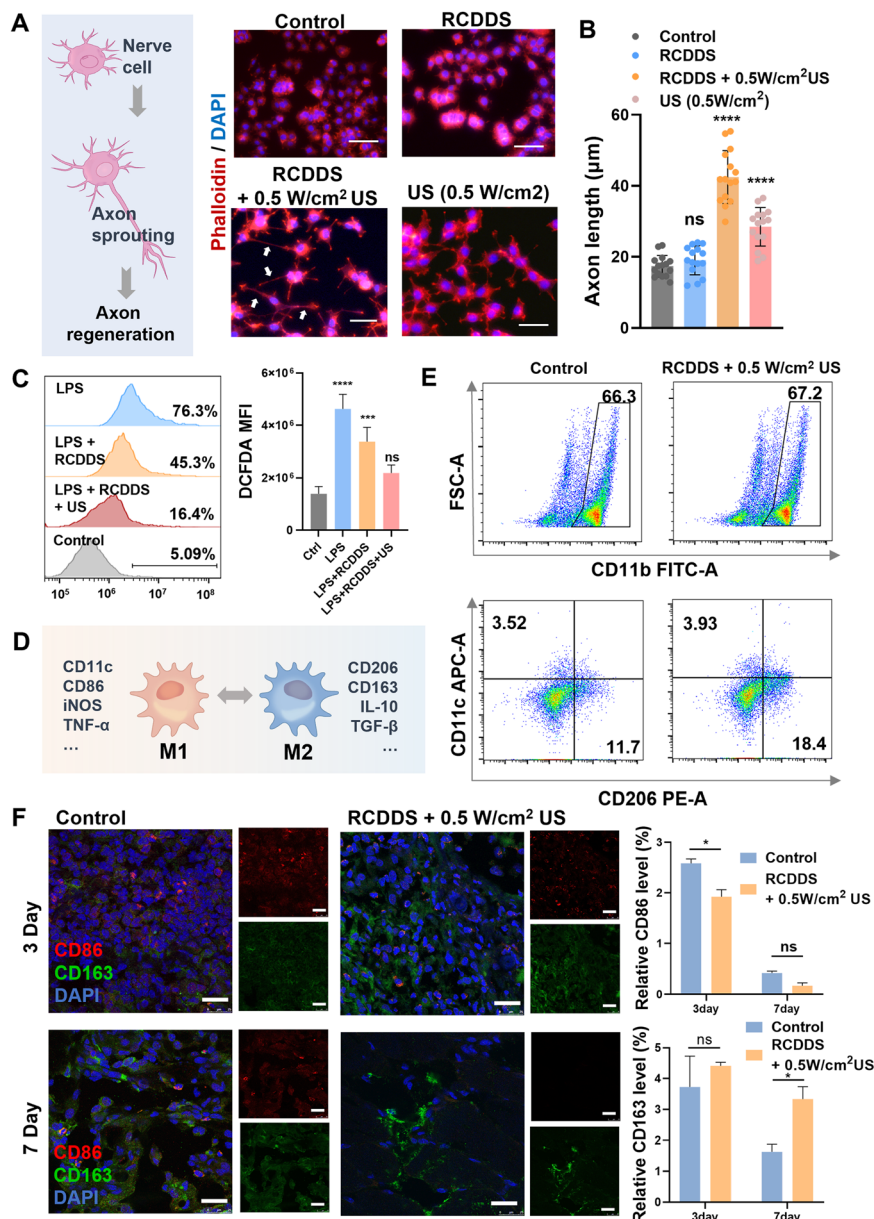 A
Nerve
cell
Axon
sprouting
Axon
regeneration
Phalloidin / DAPI
Control
RCDDS
RCDDS
+ 0.5 W/cm² US
US (0.5 W/cm2)
B
Control
RCDDS
RCDDS + 0.5W/cm²US
US (0.5W/cm²)
Axon length (μm)
60
40
20
0
ns
****
****
C
LPS
76.3%
LPS +
RCDDS
45.3%
LPS + RCDDS
+ US
16.4%
Control
5.09%
10⁵
10⁶
10⁷
10⁸
DCFDA MFI
6×10⁶
4×10⁶
2×10⁶
0
****
***
ns
Ctrl
LPS
LPS+RCDDS
LPS+RCDDS+US
D
CD11c
CD86
iNOS
TNF-α
...
M1
M2
CD206
CD163
IL-10
TGF-β
...
E
Control
RCDDS + 0.5 W/cm² US
66.3
67.2
FSC-A
CD11b FITC-A
3.52
11.7
3.93
18.4
CD11c APC-A
CD206 PE-A
F
Control
RCDDS + 0.5 W/cm² US
3 Day
CD86
CD163
DAPI
7 Day
CD86
CD163
DAPI
Relative CD86 level (%)
3
2
1
0
*
ns
Control
RCDDS
+ 0.5W/cm² US
3day
7day
Relative CD163 level (%)
5
4
3
2
1
0
ns
*
Control
RCDDS
+ 0.5W/cm²US
3day
7day